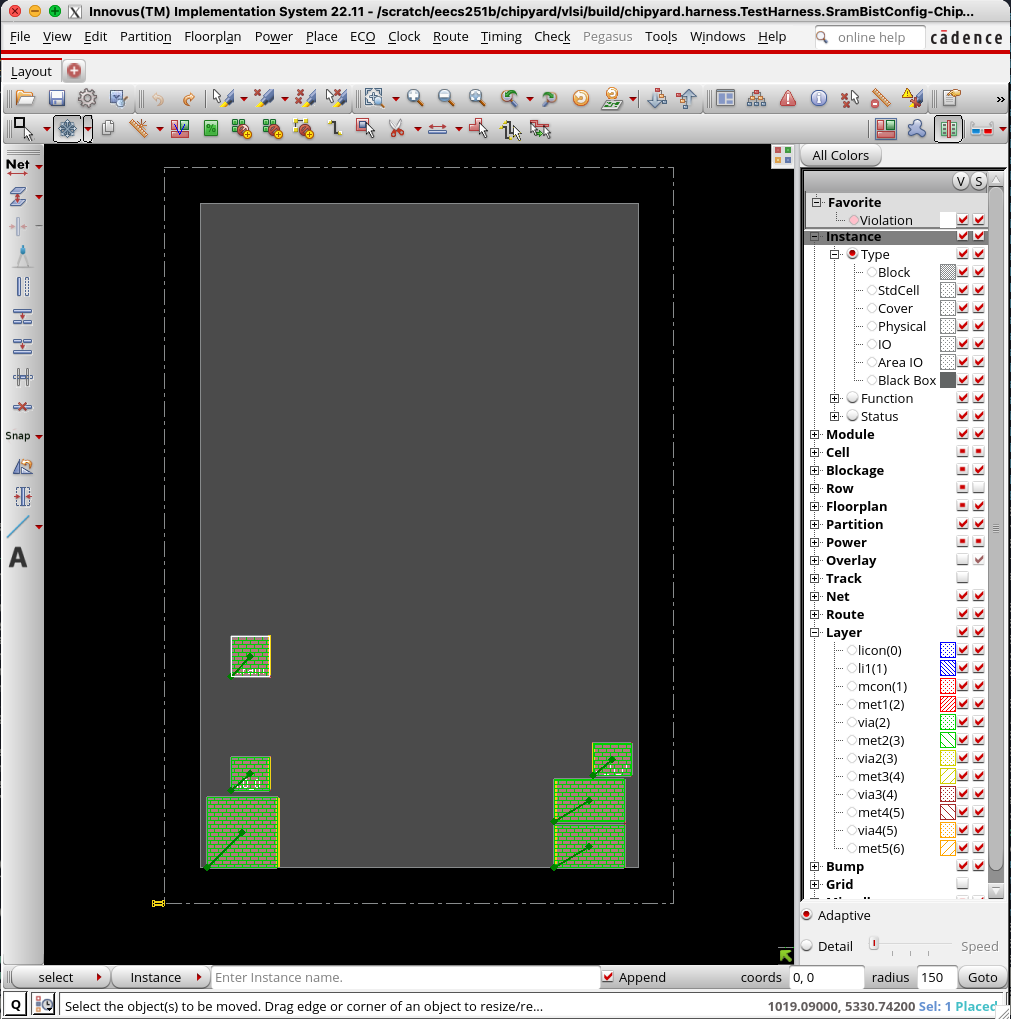 Innovus(TM) Implementation System 22.11 - /scratch/eecs251b/chipyard/vlsi/build/chipyard.harness.TestHarness.SramBistConfig-Chip...
File View Edit Partition Floorplan Power Place ECO Clock Route Timing Check Pegasus Tools Windows Help online help cādence
Layout
»
Net
Snap
A
All Colors
V S
Favorite
Violation
Instance
Type
Block
StdCell
Cover
Physical
IO
Area IO
Black Box
Function
Status
Module
Cell
Blockage
Row
Floorplan
Partition
Power
Overlay
Track
Net
Route
Layer
licon(0)
li1(1)
mcon(1)
met1(2)
via(2)
met2(3)
via2(3)
met3(4)
via3(4)
met4(5)
via4(5)
met5(6)
Bump
Grid
Adaptive
Detail Speed
select Instance Enter Instance name. Append coords 0, 0 radius 150 Goto
Q Select the object(s) to be moved. Drag edge or corner of an object to resize/re... 1019.09000, 5330.74200 Sel: 1 Placed